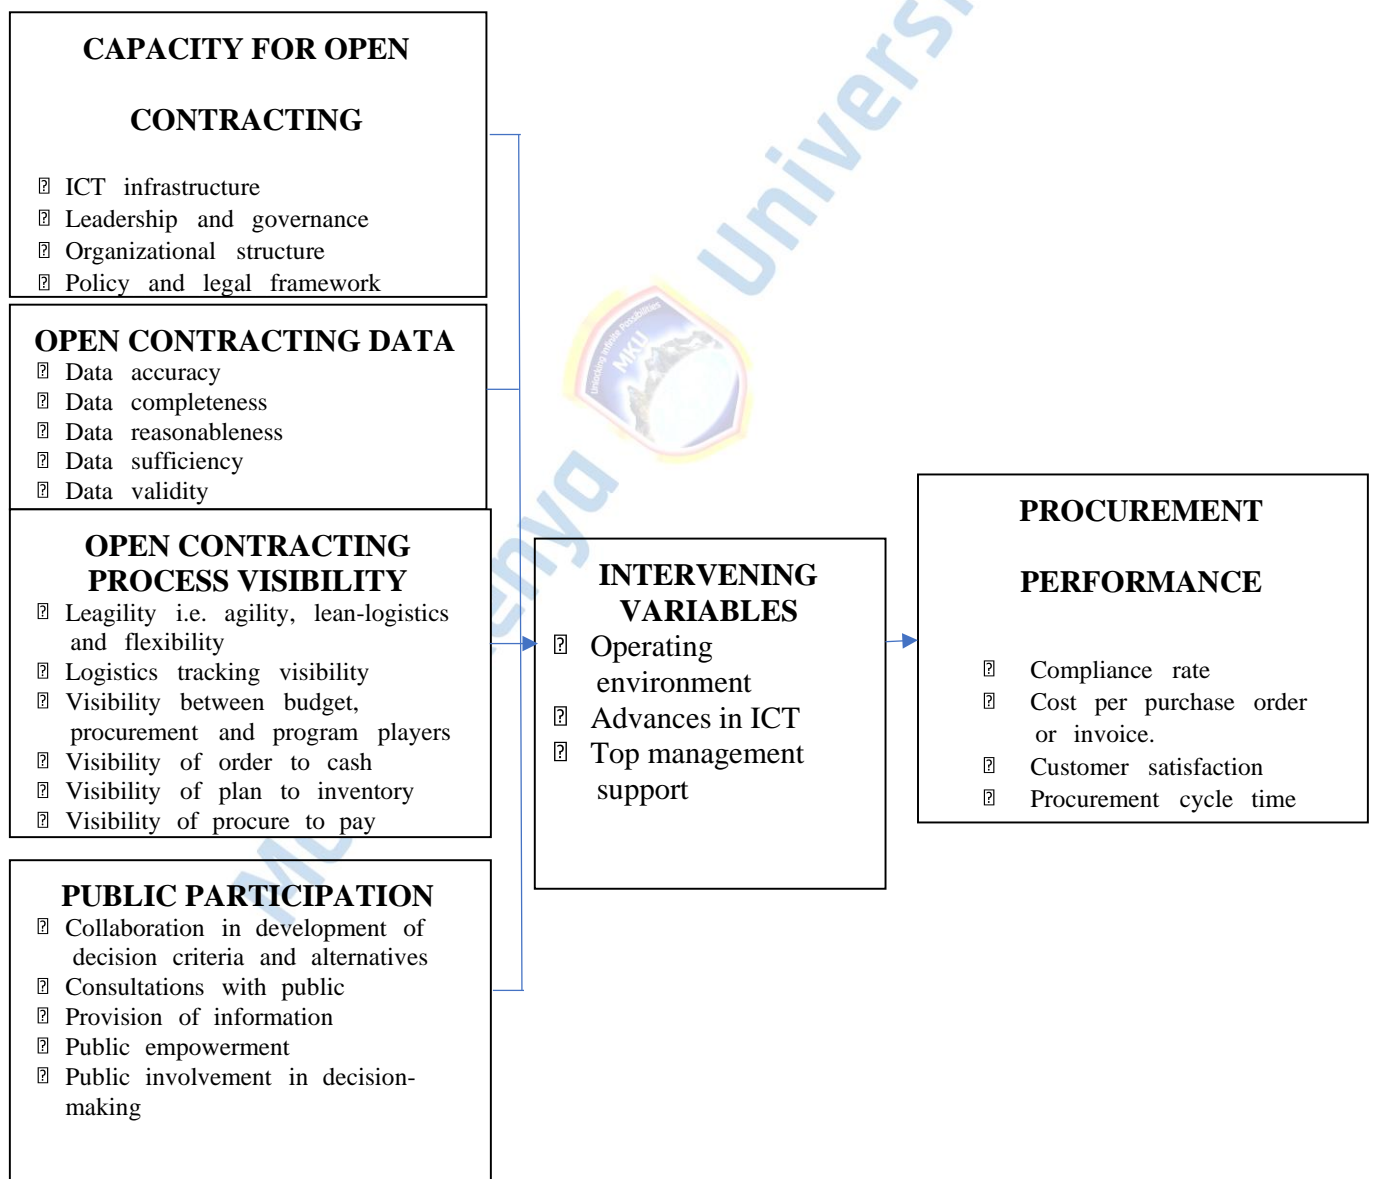 CAPACITY FOR OPEN
CONTRACTING
ICT infrastructure
Leadership and governance
Organizational structure
Policy and legal framework
OPEN CONTRACTING DATA
Data accuracy
Data completeness
Data reasonableness
Data sufficiency
Data validity
OPEN CONTRACTING
PROCESS VISIBILITY
Leagility i.e. agility, lean-logistics
and flexibility
Logistics tracking visibility
Visibility between budget,
procurement and program players
Visibility of order to cash
Visibility of plan to inventory
Visibility of procure to pay
PUBLIC PARTICIPATION
Collaboration in development of
decision criteria and alternatives
Consultations with public
Provision of information
Public empowerment
Public involvement in decision-
making
INTERVENING
VARIABLES
Operating
environment
Advances in ICT
Top management
support
PROCUREMENT
PERFORMANCE
Compliance rate
Cost per purchase order
or invoice.
Customer satisfaction
Procurement cycle time
Unlocking Infinite Possibilities
MKU